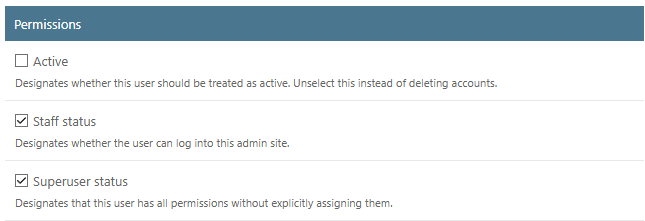 Permissions
Active
Designates whether this user should be treated as active. Unselect this instead of deleting accounts.
Staff status
Designates whether the user can log into this admin site.
Superuser status
Designates that this user has all permissions without explicitly assigning them.